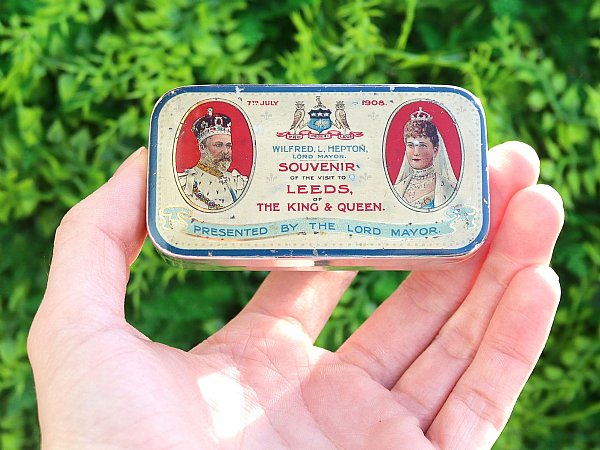 7TH JULY 1908.
WILFRED, L, HEPTON,
LORD MAYOR.
SOUVENIR
OF THE VISIT TO
LEEDS,
OF
THE KING & QUEEN.
PRESENTED BY THE LORD MAYOR.